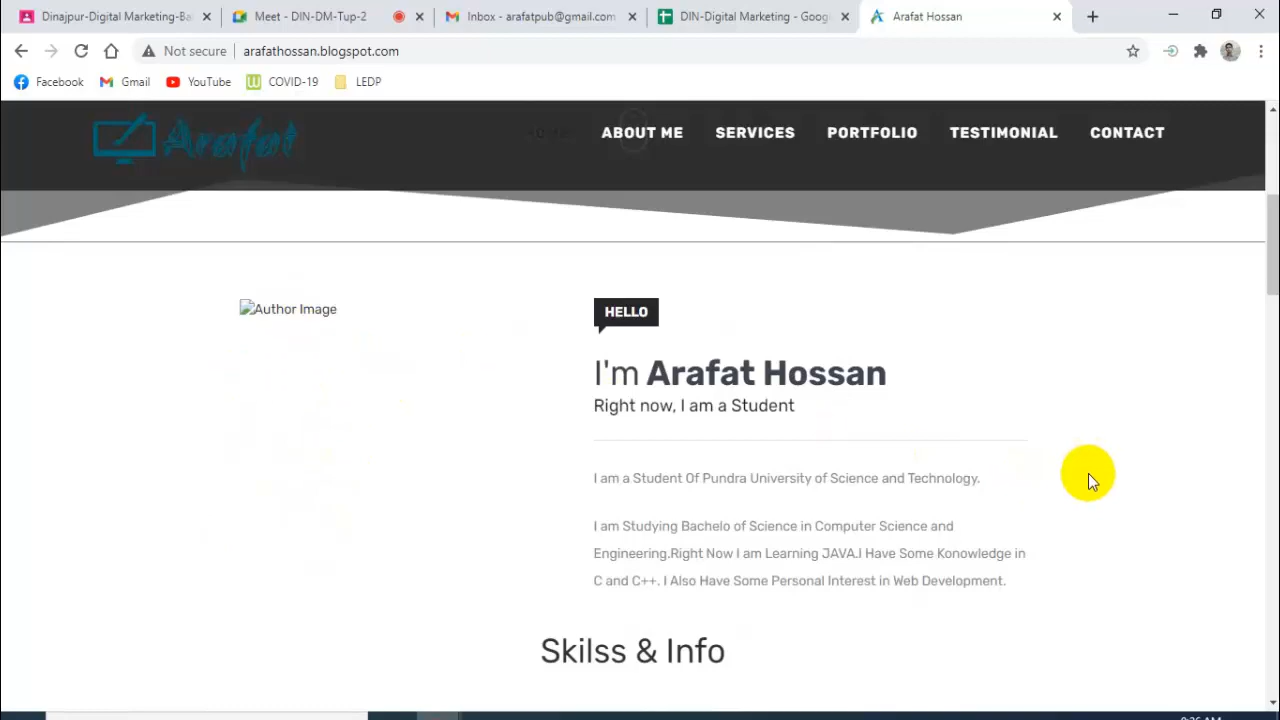 Dinajpur-Digital Marketing-Ba
Meet - DIN-DM-Tup-2
Inbox - arafatpub@gmail.com
DIN-Digital Marketing - Goog
Arafat Hossan
Not secure
arafathossan.blogspot.com
Facebook
Gmail
YouTube
COVID-19
LEDP
Arafat
HOME
ABOUT ME
SERVICES
PORTFOLIO
TESTIMONIAL
CONTACT
Author Image
HELLO
I'm Arafat Hossan
Right now, I am a Student
I am a Student Of Pundra University of Science and Technology.
I am Studying Bachelo of Science in Computer Science and
Engineering.Right Now I am Learning JAVA.I Have Some Konowledge in
C and C++. I Also Have Some Personal Interest in Web Development.
Skilss & Info